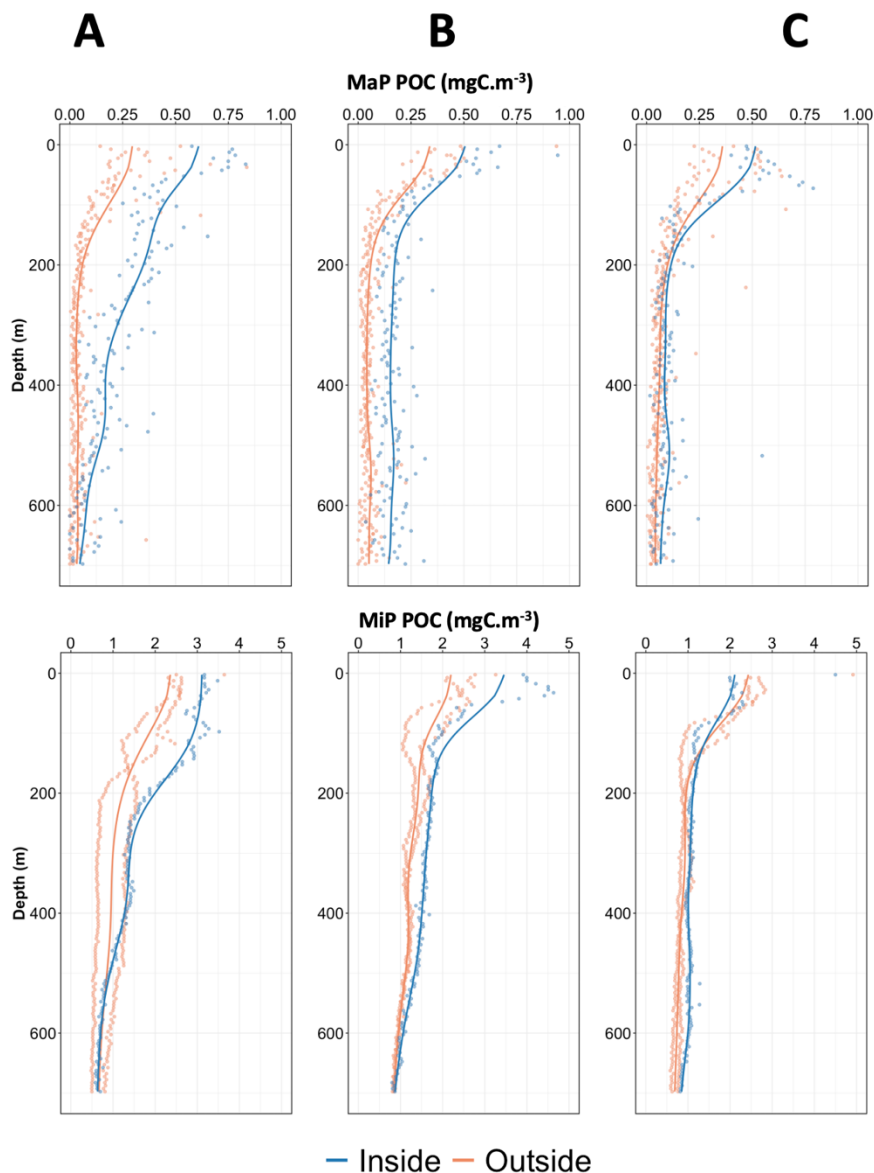 A B C
MaP POC (mgC.m⁻³)
0.00 0.25 0.50 0.75 1.00 0.00 0.25 0.50 0.75 1.00 0.00 0.25 0.50 0.75 1.00
0 0 0
200 200 200
Depth (m)
400 400 400
600 600 600
MiP POC (mgC.m⁻³)
0 1 2 3 4 5 0 1 2 3 4 5 0 1 2 3 4 5
0 0 0
200 200 200
Depth (m)
400 400 400
600 600 600
Inside Outside